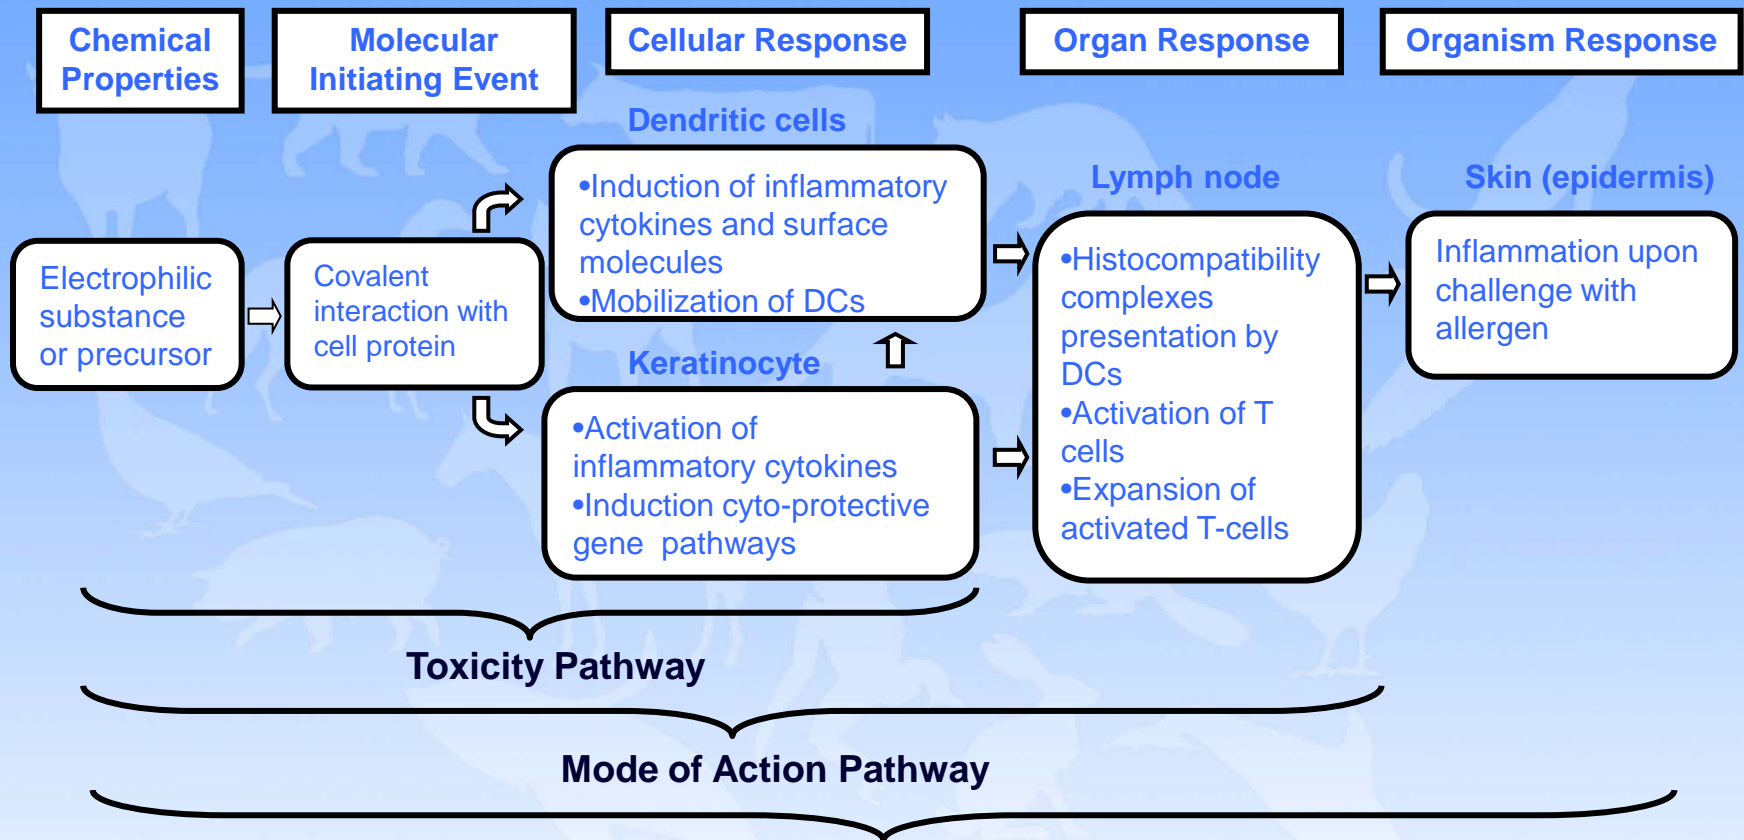 Chemical
Properties
Molecular
Initiating Event
Cellular Response
Organ Response
Organism Response
Electrophilic
substance
or precursor
Covalent
interaction with
cell protein
Dendritic cells
•Induction of inflammatory
cytokines and surface
molecules
•Mobilization of DCs
Keratinocyte
•Activation of
inflammatory cytokines
•Induction cyto-protective
gene pathways
Lymph node
•Histocompatibility
complexes
presentation by
DCs
•Activation of T
cells
•Expansion of
activated T-cells
Skin (epidermis)
Inflammation upon
challenge with
allergen
Toxicity Pathway
Mode of Action Pathway